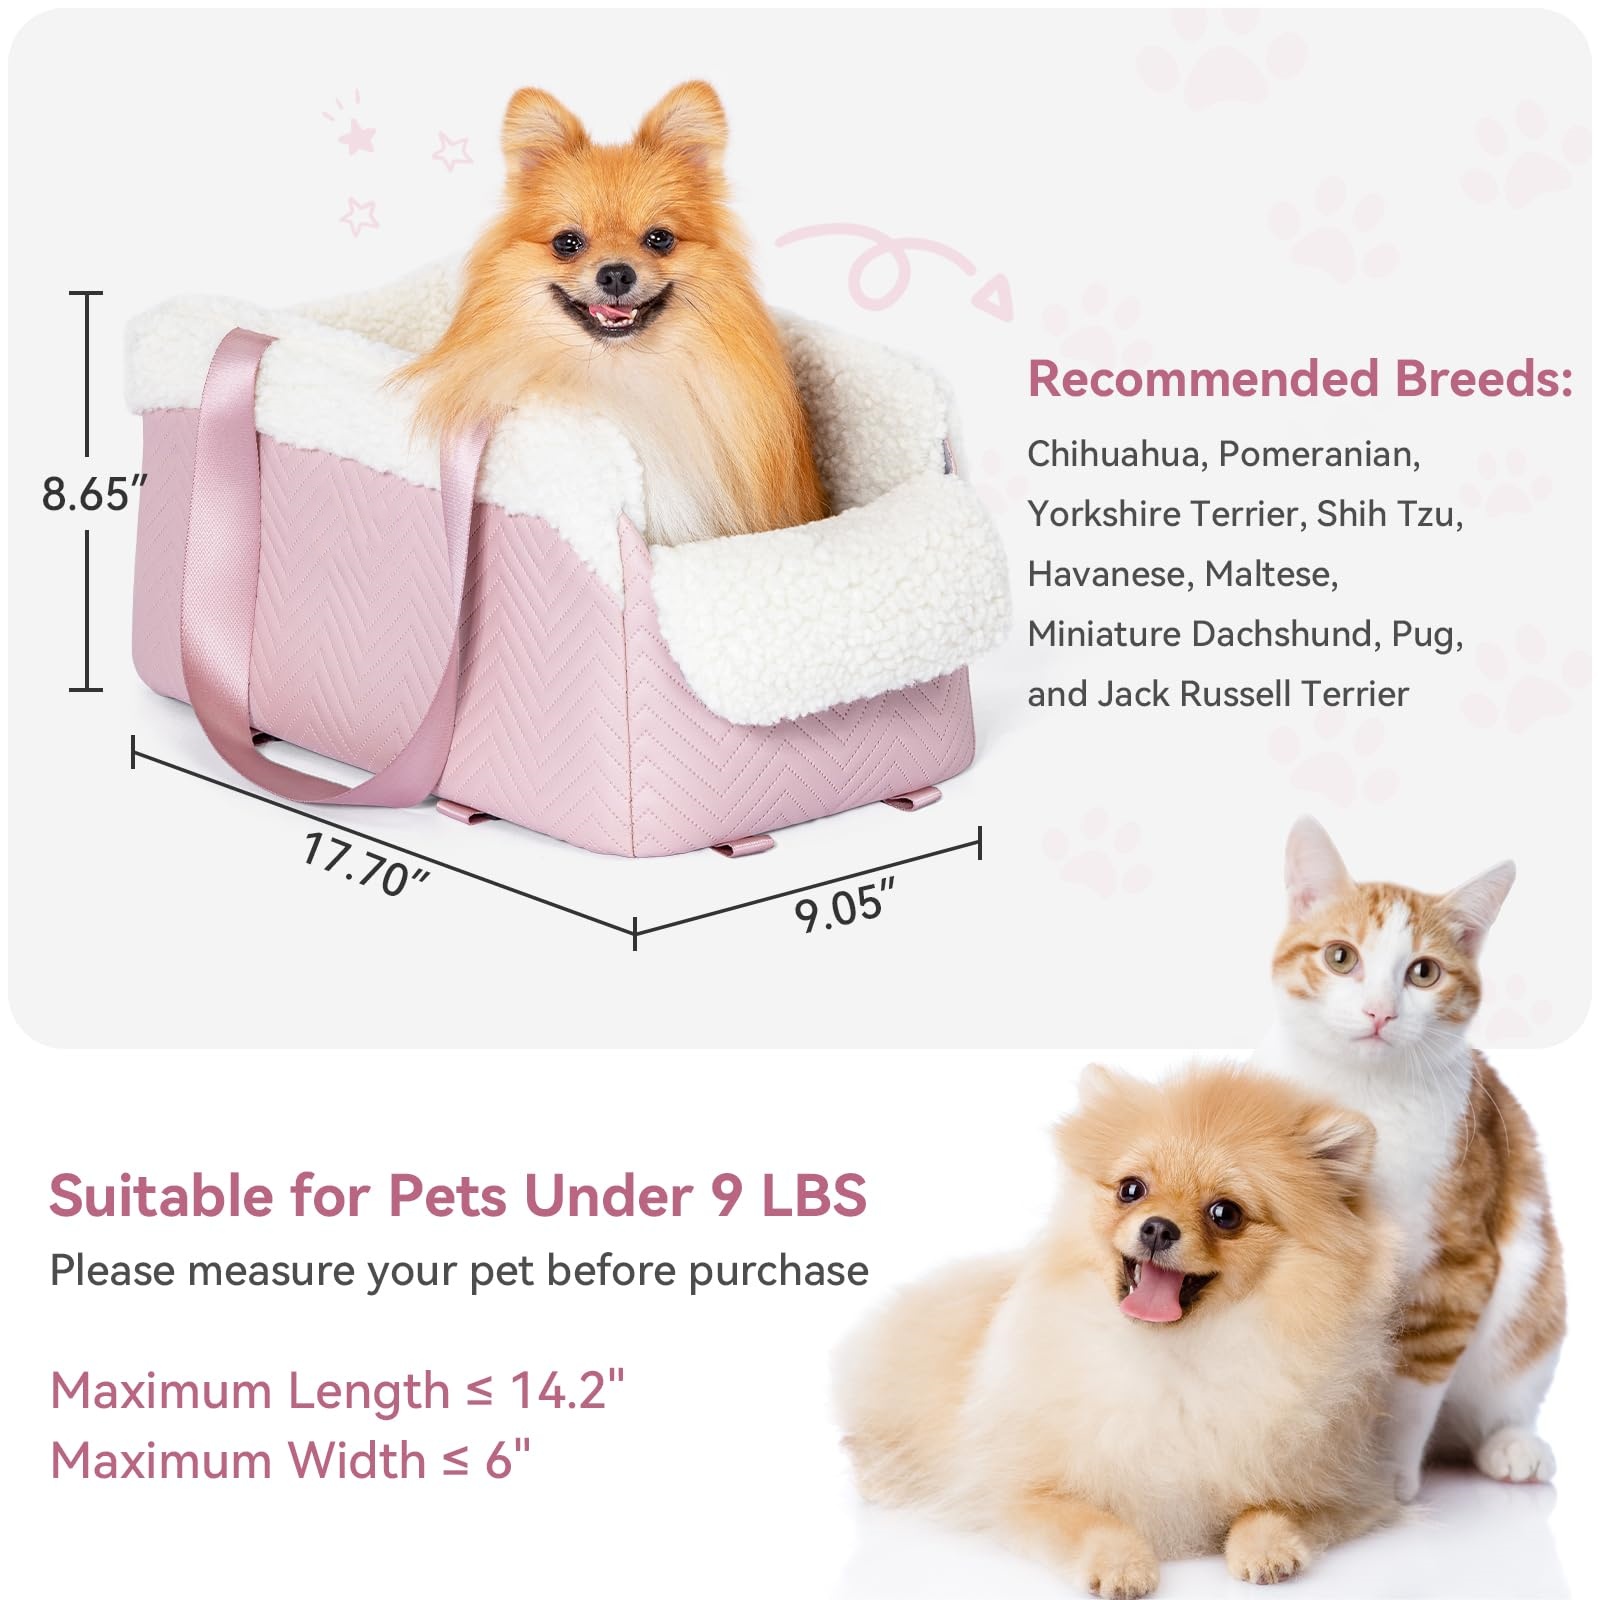 8.65"
17.70"
9.05"
Recommended Breeds:
Chihuahua, Pomeranian,
Yorkshire Terrier, Shih Tzu,
Havanese, Maltese,
Miniature Dachshund, Pug,
and Jack Russell Terrier
Suitable for Pets Under 9 LBS
Please measure your pet before purchase
Maximum Length ≤ 14.2"
Maximum Width ≤ 6"